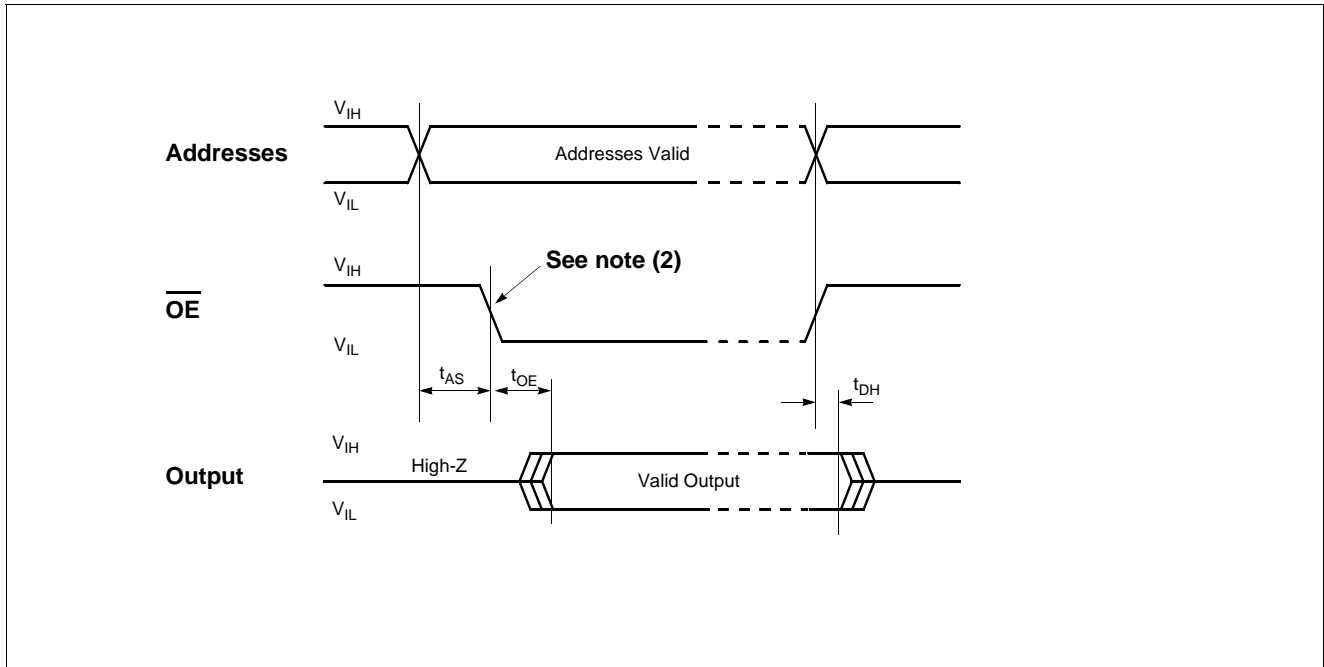 V_IH
Addresses
Addresses Valid
V_IL
See note (2)
V_IH
OE
V_IL
t_AS
t_OE
t_DH
V_IH
High-Z
Output
Valid Output
V_IL